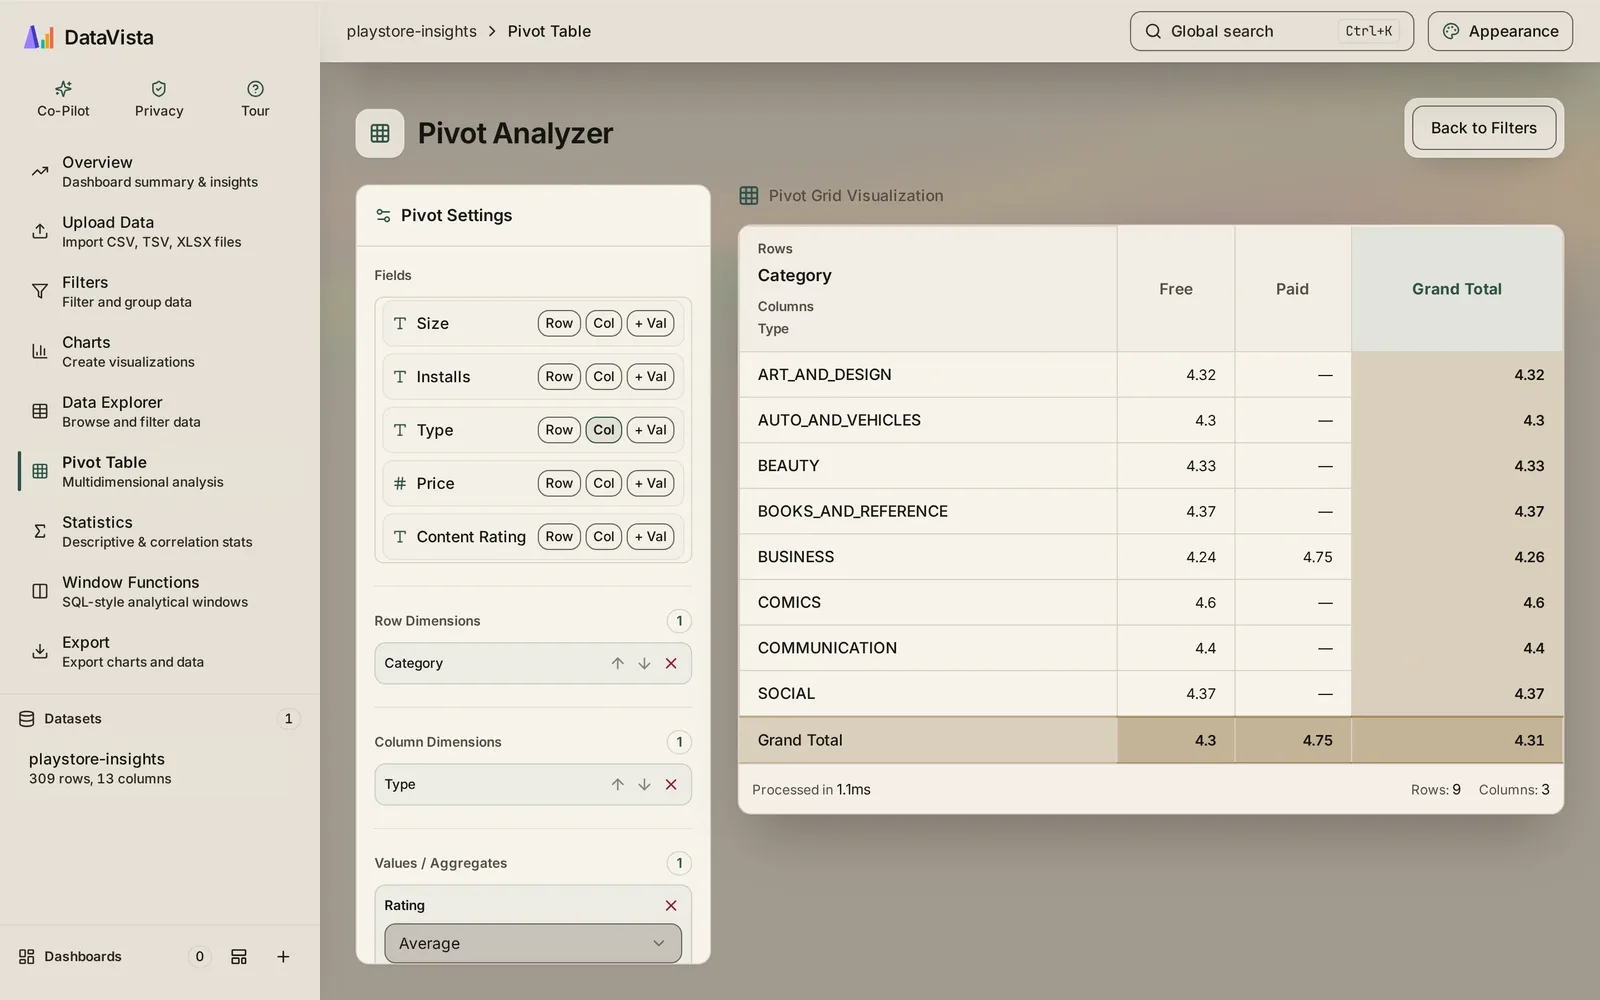 DataVista
Co-Pilot
Privacy
Tour
Overview
Dashboard summary & insights
Upload Data
Import CSV, TSV, XLSX files
Filters
Filter and group data
Charts
Create visualizations
Data Explorer
Browse and filter data
Pivot Table
Multidimensional analysis
Statistics
Descriptive & correlation stats
Window Functions
SQL-style analytical windows
Export
Export charts and data
Datasets 1
playstore-insights
309 rows, 13 columns
Dashboards 0
playstore-insights > Pivot Table
Global search Ctrl+K
Appearance
Pivot Analyzer
Back to Filters
Pivot Settings
Fields
Size Row Col + Val
Installs Row Col + Val
Type Row Col + Val
Price Row Col + Val
Content Rating Row Col + Val
Row Dimensions 1
Category
Column Dimensions 1
Type
Values / Aggregates 1
Rating
Average
Pivot Grid Visualization
Rows
Category
Columns
Type
Free Paid Grand Total
ART_AND_DESIGN 4.32 — 4.32
AUTO_AND_VEHICLES 4.3 — 4.3
BEAUTY 4.33 — 4.33
BOOKS_AND_REFERENCE 4.37 — 4.37
BUSINESS 4.24 4.75 4.26
COMICS 4.6 — 4.6
COMMUNICATION 4.4 — 4.4
SOCIAL 4.37 — 4.37
Grand Total 4.3 4.75 4.31
Processed in 1.1ms
Rows: 9 Columns: 3